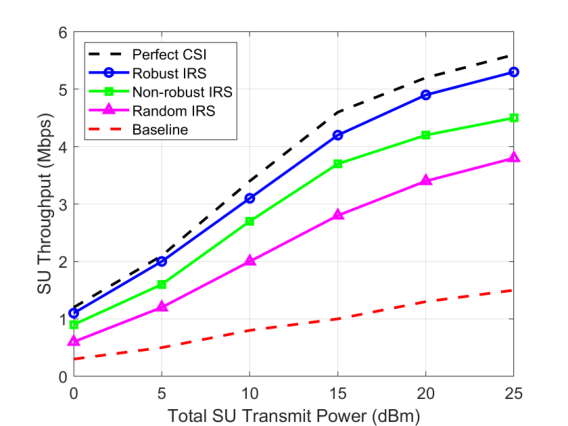 6
5
4
3
2
1
0
SU Throughput (Mbps)
Perfect CSI
Robust IRS
Non-robust IRS
Random IRS
Baseline
0 5 10 15 20 25
Total SU Transmit Power (dBm)